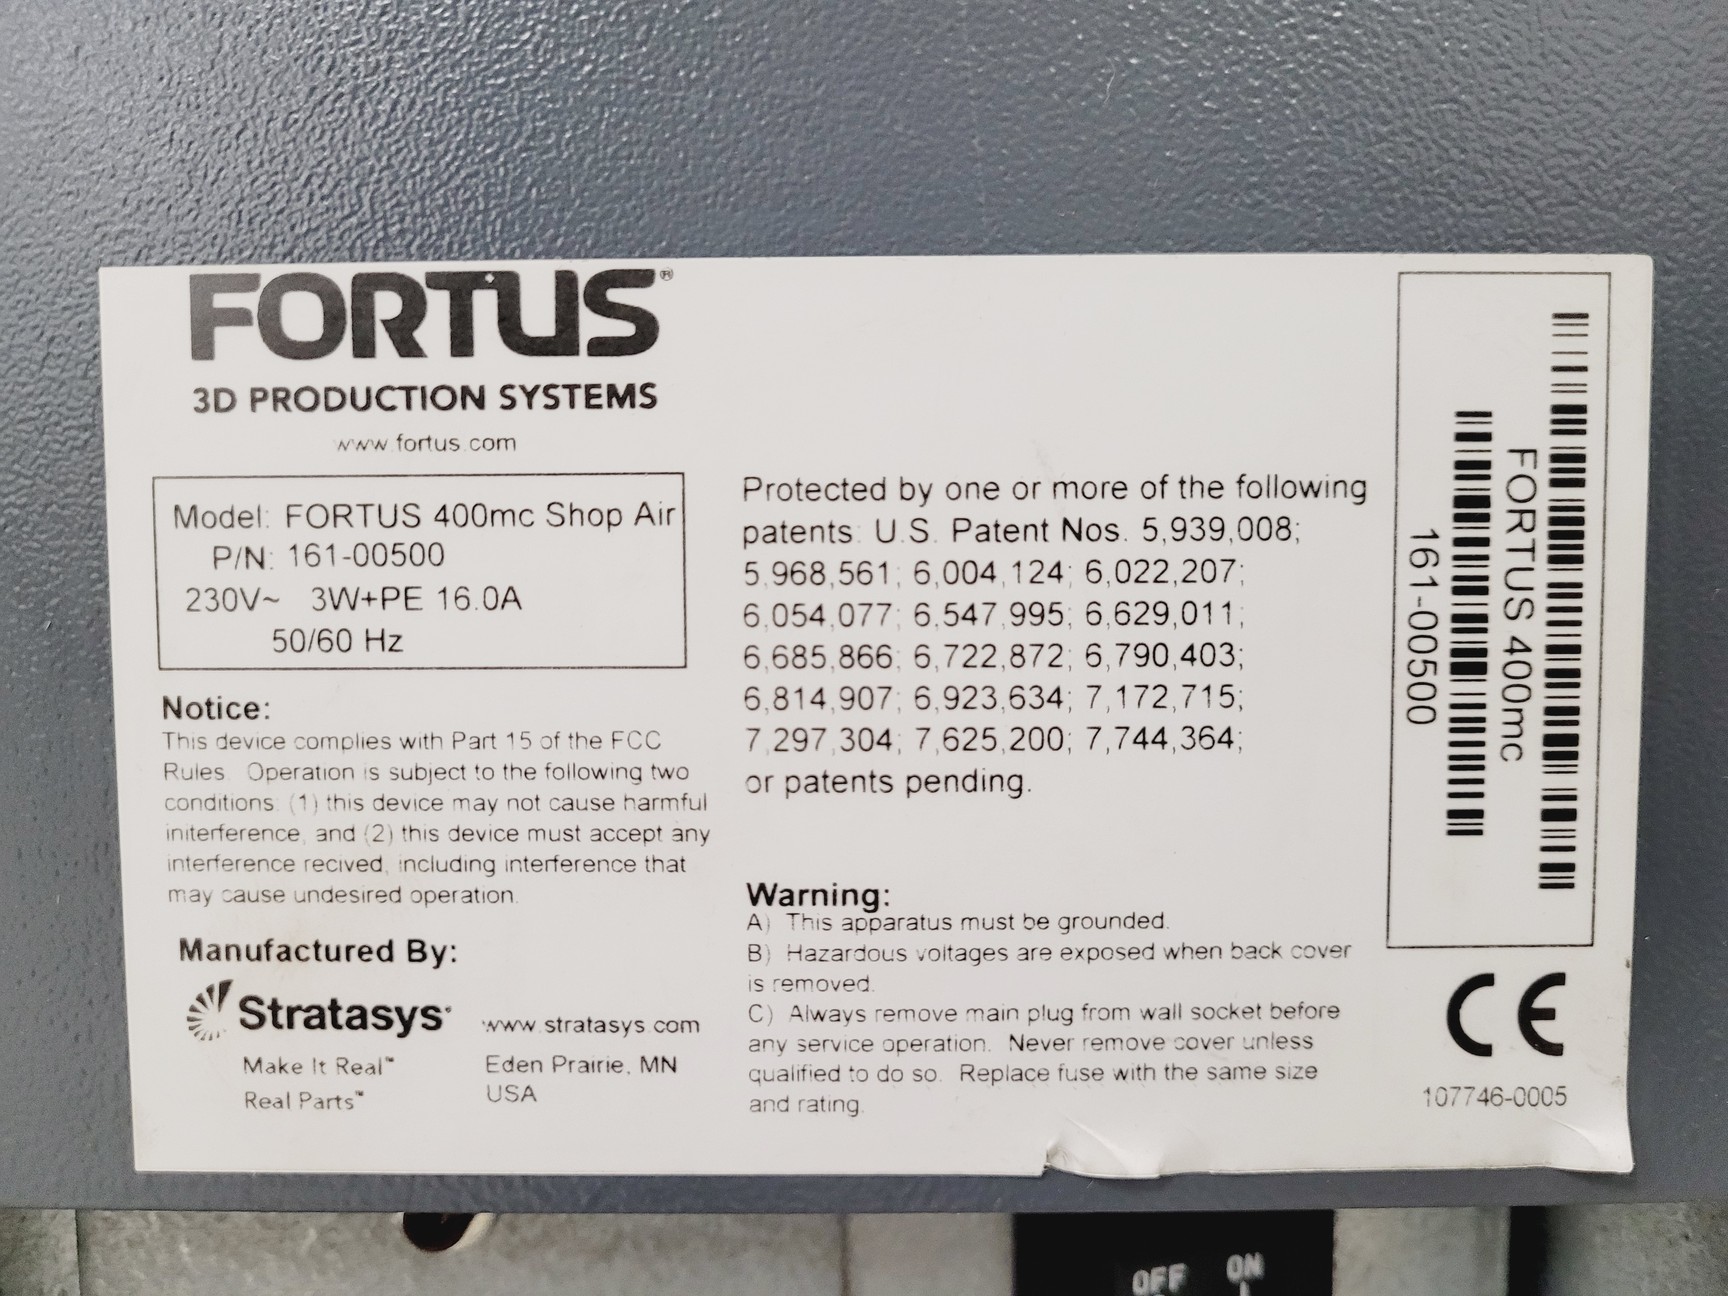 FORTUS®
3D PRODUCTION SYSTEMS
www.fortus.com
Model: FORTUS 400mc Shop Air
P/N: 161-00500
230V~ 3W+PE 16.0A
50/60 Hz
Notice:
This device complies with Part 15 of the FCC
Rules. Operation is subject to the following two
conditions: (1) this device may not cause harmful
initerference, and (2) this device must accept any
interference recived, including interference that
may cause undesired operation.
Manufactured By:
Stratasys
www.stratasys.com
Make It Real™
Real Parts™
Eden Prairie, MN
USA
Protected by one or more of the following
patents: U.S. Patent Nos. 5,939,008;
5,968,561; 6,004,124; 6,022,207;
6,054,077; 6,547,995; 6,629,011;
6,685,866; 6,722,872; 6,790,403;
6,814,907; 6,923,634; 7,172,715;
7,297,304; 7,625,200; 7,744,364;
or patents pending.
Warning:
A) This apparatus must be grounded.
B) Hazardous voltages are exposed when back cover
is removed.
C) Always remove main plug from wall socket before
any service operation. Never remove cover unless
qualified to do so. Replace fuse with the same size
and rating.
FORTUS 400mc
161-00500
CE
107746-0005
OFF ON